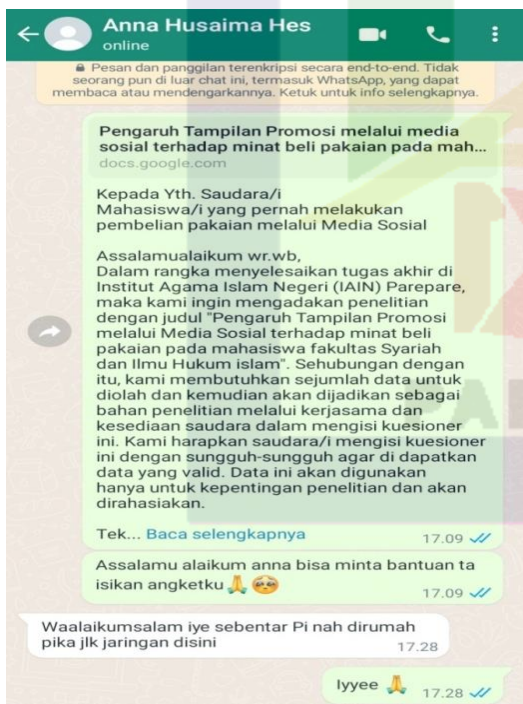 Anna Husaima Hes
online
Pesan dan panggilan terenkripsi secara end-to-end. Tidak
seorang pun di luar chat ini, termasuk WhatsApp, yang dapat
membaca atau mendengarkannya. Ketuk untuk info selengkapnya.
Pengaruh Tampilan Promosi melalui media
sosial terhadap minat beli pakaian pada mah...
docs.google.com
Kepada Yth. Saudara/i
Mahasiswa/i yang pernah melakukan
pembelian pakaian melalui Media Sosial
Assalamualaikum wr.wb,
Dalam rangka menyelesaikan tugas akhir di
Institut Agama Islam Negeri (IAIN) Parepare,
maka kami ingin mengadakan penelitian
dengan judul "Pengaruh Tampilan Promosi
melalui Media Sosial terhadap minat beli
pakaian pada mahasiswa fakultas Syariah
dan Ilmu Hukum islam". Sehubungan dengan
itu, kami membutuhkan sejumlah data untuk
diolah dan kemudian akan dijadikan sebagai
bahan penelitian melalui kerjasama dan
kesediaan saudara dalam mengisi kuesioner
ini. Kami harapkan saudara/i mengisi kuesioner
ini dengan sungguh-sungguh agar di dapatkan
data yang valid. Data ini akan digunakan
hanya untuk kepentingan penelitian dan akan
dirahasiakan.
Tek... Baca selengkapnya
17.09
Assalamu alaikum anna bisa minta bantuan ta
isikan angketku 🙏 🥺
17.09
Waalaikumsalam iye sebentar Pi nah dirumah
pika jlk jaringan disini
17.28
Iyyee 🙏 17.28